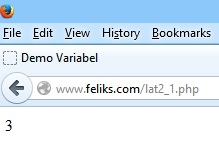 File Edit View History Bookmarks
Demo Variabel
www.feliks.com/lat2_1.php
3